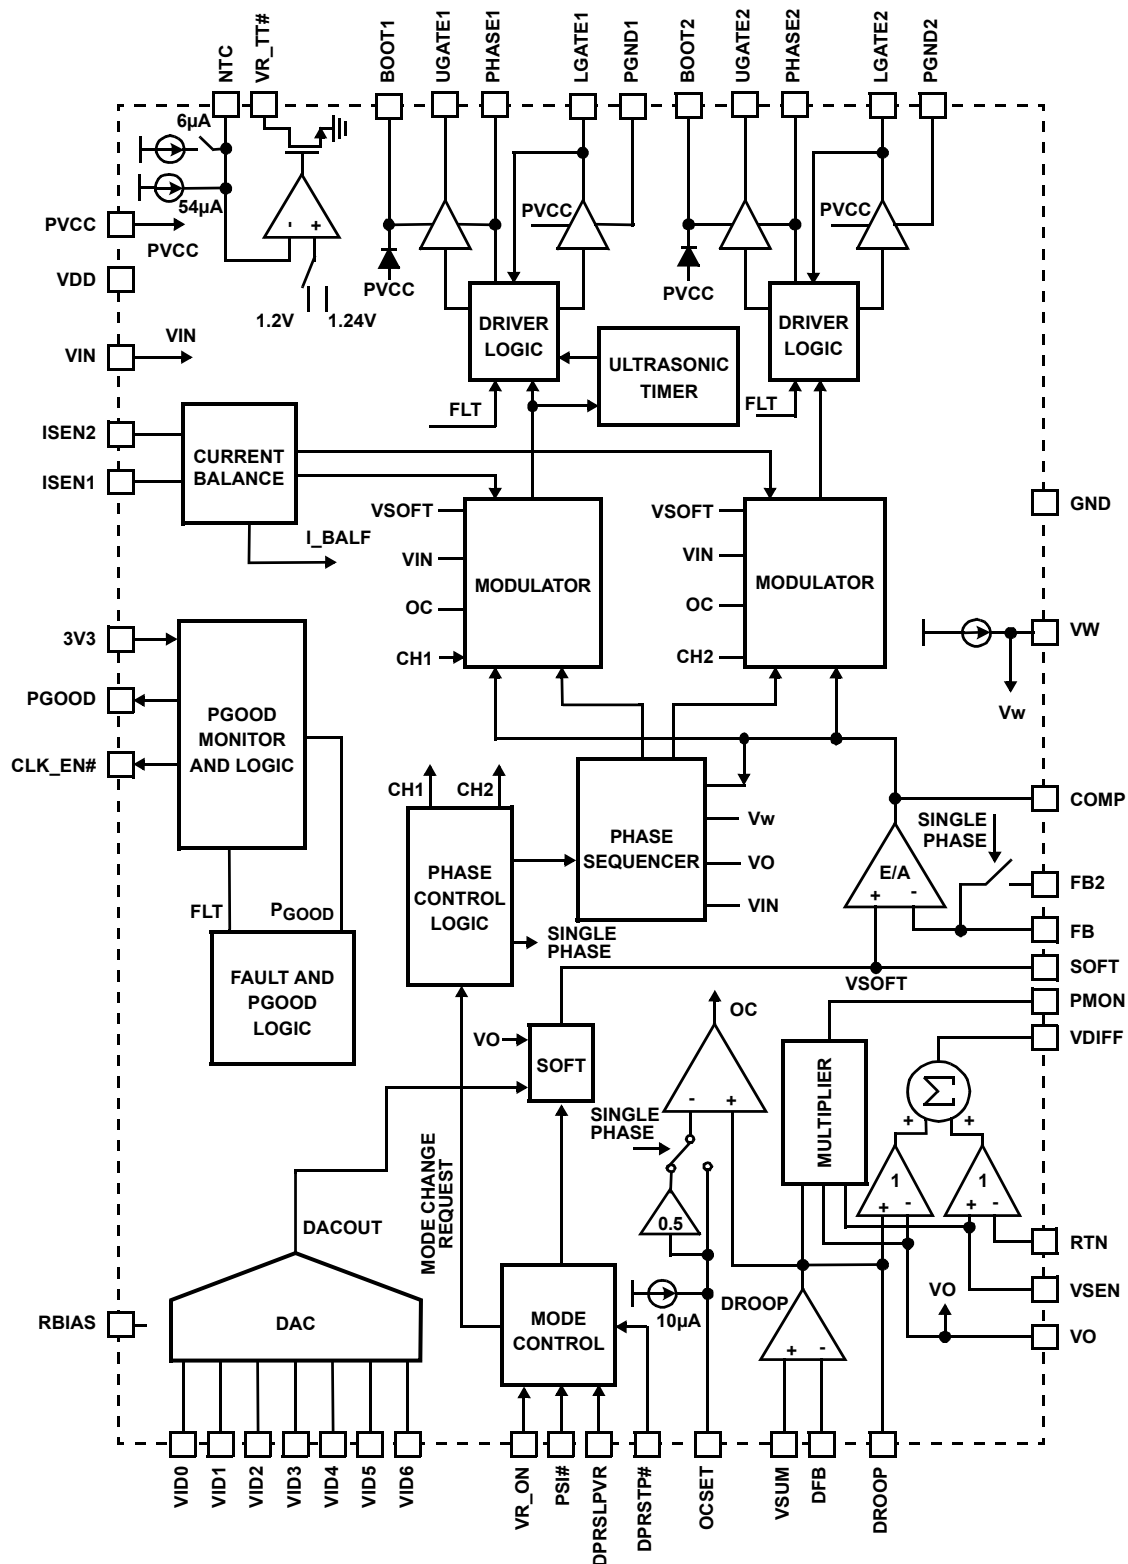 NTC
VR_TT#
BOOT1
UGATE1
PHASE1
LGATE1
PGND1
BOOT2
UGATE2
PHASE2
LGATE2
PGND2
6µA
54µA
PVCC
PVCC
VDD
- +
1.2V
1.24V
PVCC
PVCC
PVCC
PVCC
VIN
VIN
DRIVER
LOGIC
ULTRASONIC
TIMER
DRIVER
LOGIC
FLT
FLT
ISEN2
ISEN1
CURRENT
BALANCE
I_BALF
VSOFT
VIN
OC
CH1
MODULATOR
VSOFT
VIN
OC
CH2
MODULATOR
GND
VW
Vw
3V3
PGOOD
CLK_EN#
PGOOD
MONITOR
AND LOGIC
FLT
PGOOD
FAULT AND
PGOOD
LOGIC
CH1
CH2
PHASE
CONTROL
LOGIC
SINGLE
PHASE
PHASE
SEQUENCER
Vw
VO
VIN
E/A
+ -
SINGLE
PHASE
COMP
FB2
FB
SOFT
VSOFT
PMON
VDIFF
VO
SOFT
OC
- +
SINGLE
PHASE
0.5
MULTIPLIER
Σ
+ +
1
+ -
1
+ -
RTN
VSEN
VO
VO
MODE CHANGE
REQUEST
DACOUT
DAC
RBIAS
MODE
CONTROL
10µA
DROOP
+ -
VID0
VID1
VID2
VID3
VID4
VID5
VID6
VR_ON
PSI#
DPRSLPVR
DPRSTP#
OCSET
VSUM
DFB
DROOP